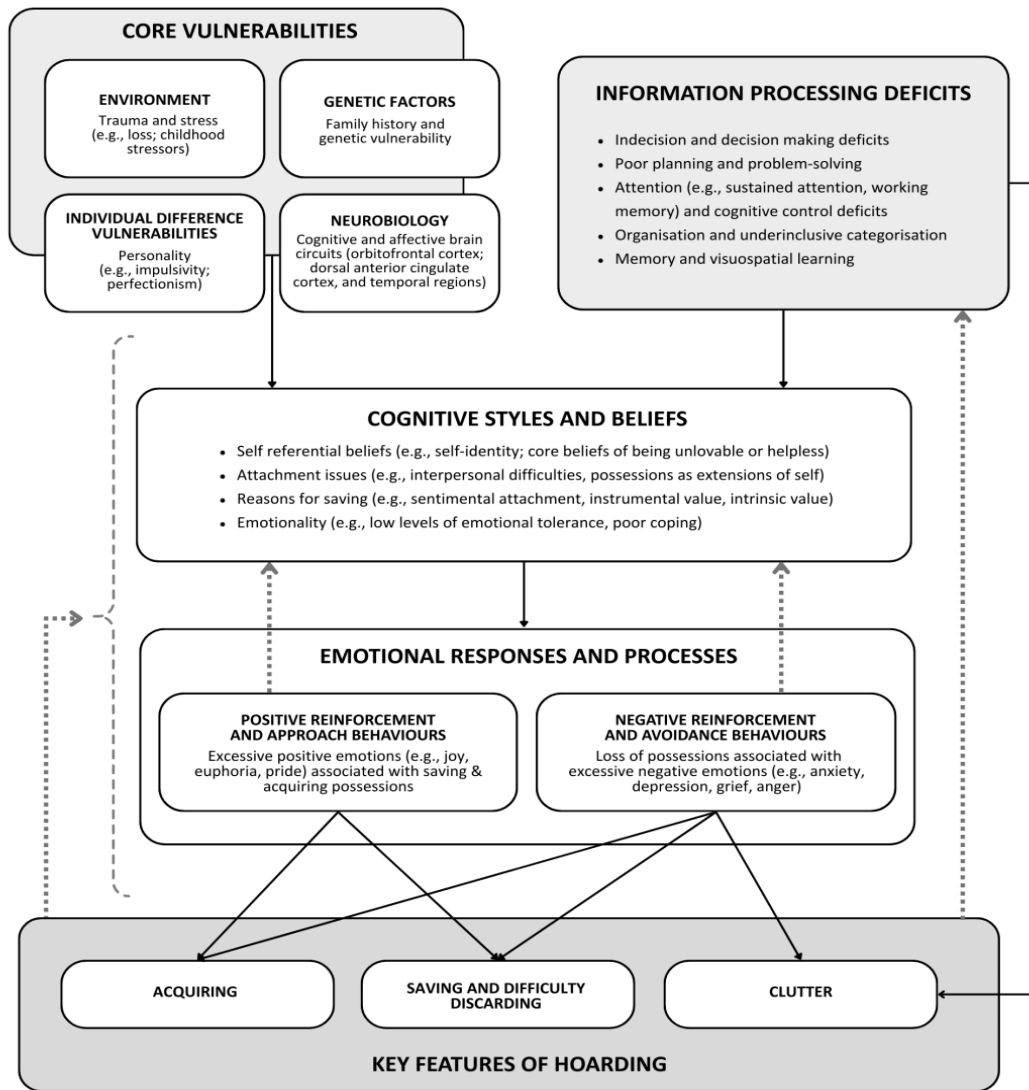 CORE VULNERABILITIES
ENVIRONMENT
Trauma and stress
(e.g., loss; childhood
stressors)
GENETIC FACTORS
Family history and
genetic vulnerability
INDIVIDUAL DIFFERENCE
VULNERABILITIES
Personality
(e.g., impulsivity;
perfectionism)
NEUROBIOLOGY
Cognitive and affective brain
circuits (orbitofrontal cortex;
dorsal anterior cingulate
cortex, and temporal regions)
INFORMATION PROCESSING DEFICITS
• Indecision and decision making deficits
• Poor planning and problem-solving
• Attention (e.g., sustained attention, working
memory) and cognitive control deficits
• Organisation and underinclusive categorisation
• Memory and visuospatial learning
COGNITIVE STYLES AND BELIEFS
• Self referential beliefs (e.g., self-identity; core beliefs of being unlovable or helpless)
• Attachment issues (e.g., interpersonal difficulties, possessions as extensions of self)
• Reasons for saving (e.g., sentimental attachment, instrumental value, intrinsic value)
• Emotionality (e.g., low levels of emotional tolerance, poor coping)
EMOTIONAL RESPONSES AND PROCESSES
POSITIVE REINFORCEMENT
AND APPROACH BEHAVIOURS
Excessive positive emotions (e.g., joy,
euphoria, pride) associated with saving &
acquiring possessions
NEGATIVE REINFORCEMENT
AND AVOIDANCE BEHAVIOURS
Loss of possessions associated with
excessive negative emotions (e.g., anxiety,
depression, grief, anger)
ACQUIRING
SAVING AND DIFFICULTY
DISCARDING
CLUTTER
KEY FEATURES OF HOARDING